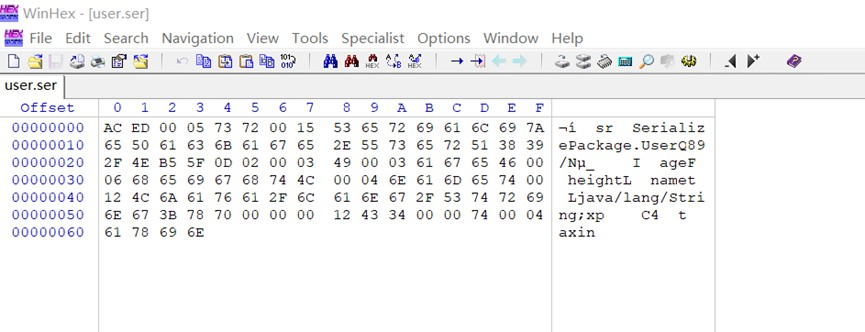 WinHex - [user.ser]
File Edit Search Navigation View Tools Specialist Options Window Help
user.ser
Offset 0 1 2 3 4 5 6 7 8 9 A B C D E F
00000000 AC ED 00 05 73 72 00 15 53 65 72 69 61 6C 69 7A ¬í sr Serializ
00000010 65 50 61 63 6B 61 67 65 2E 55 73 65 72 51 38 39 ePackage.UserQ89
00000020 2F 4E B5 5F 0D 02 00 03 49 00 03 61 67 65 46 00 /Nµ_ I ageF
00000030 06 68 65 69 67 68 74 4C 00 04 6E 61 6D 65 74 00 heightL namet
00000040 12 4C 6A 61 76 61 2F 6C 61 6E 67 2F 53 74 72 69 Ljava/lang/Stri
00000050 6E 67 3B 78 70 00 00 00 12 43 34 00 00 74 00 04 ng;xp C4 t
00000060 61 78 69 6E axin